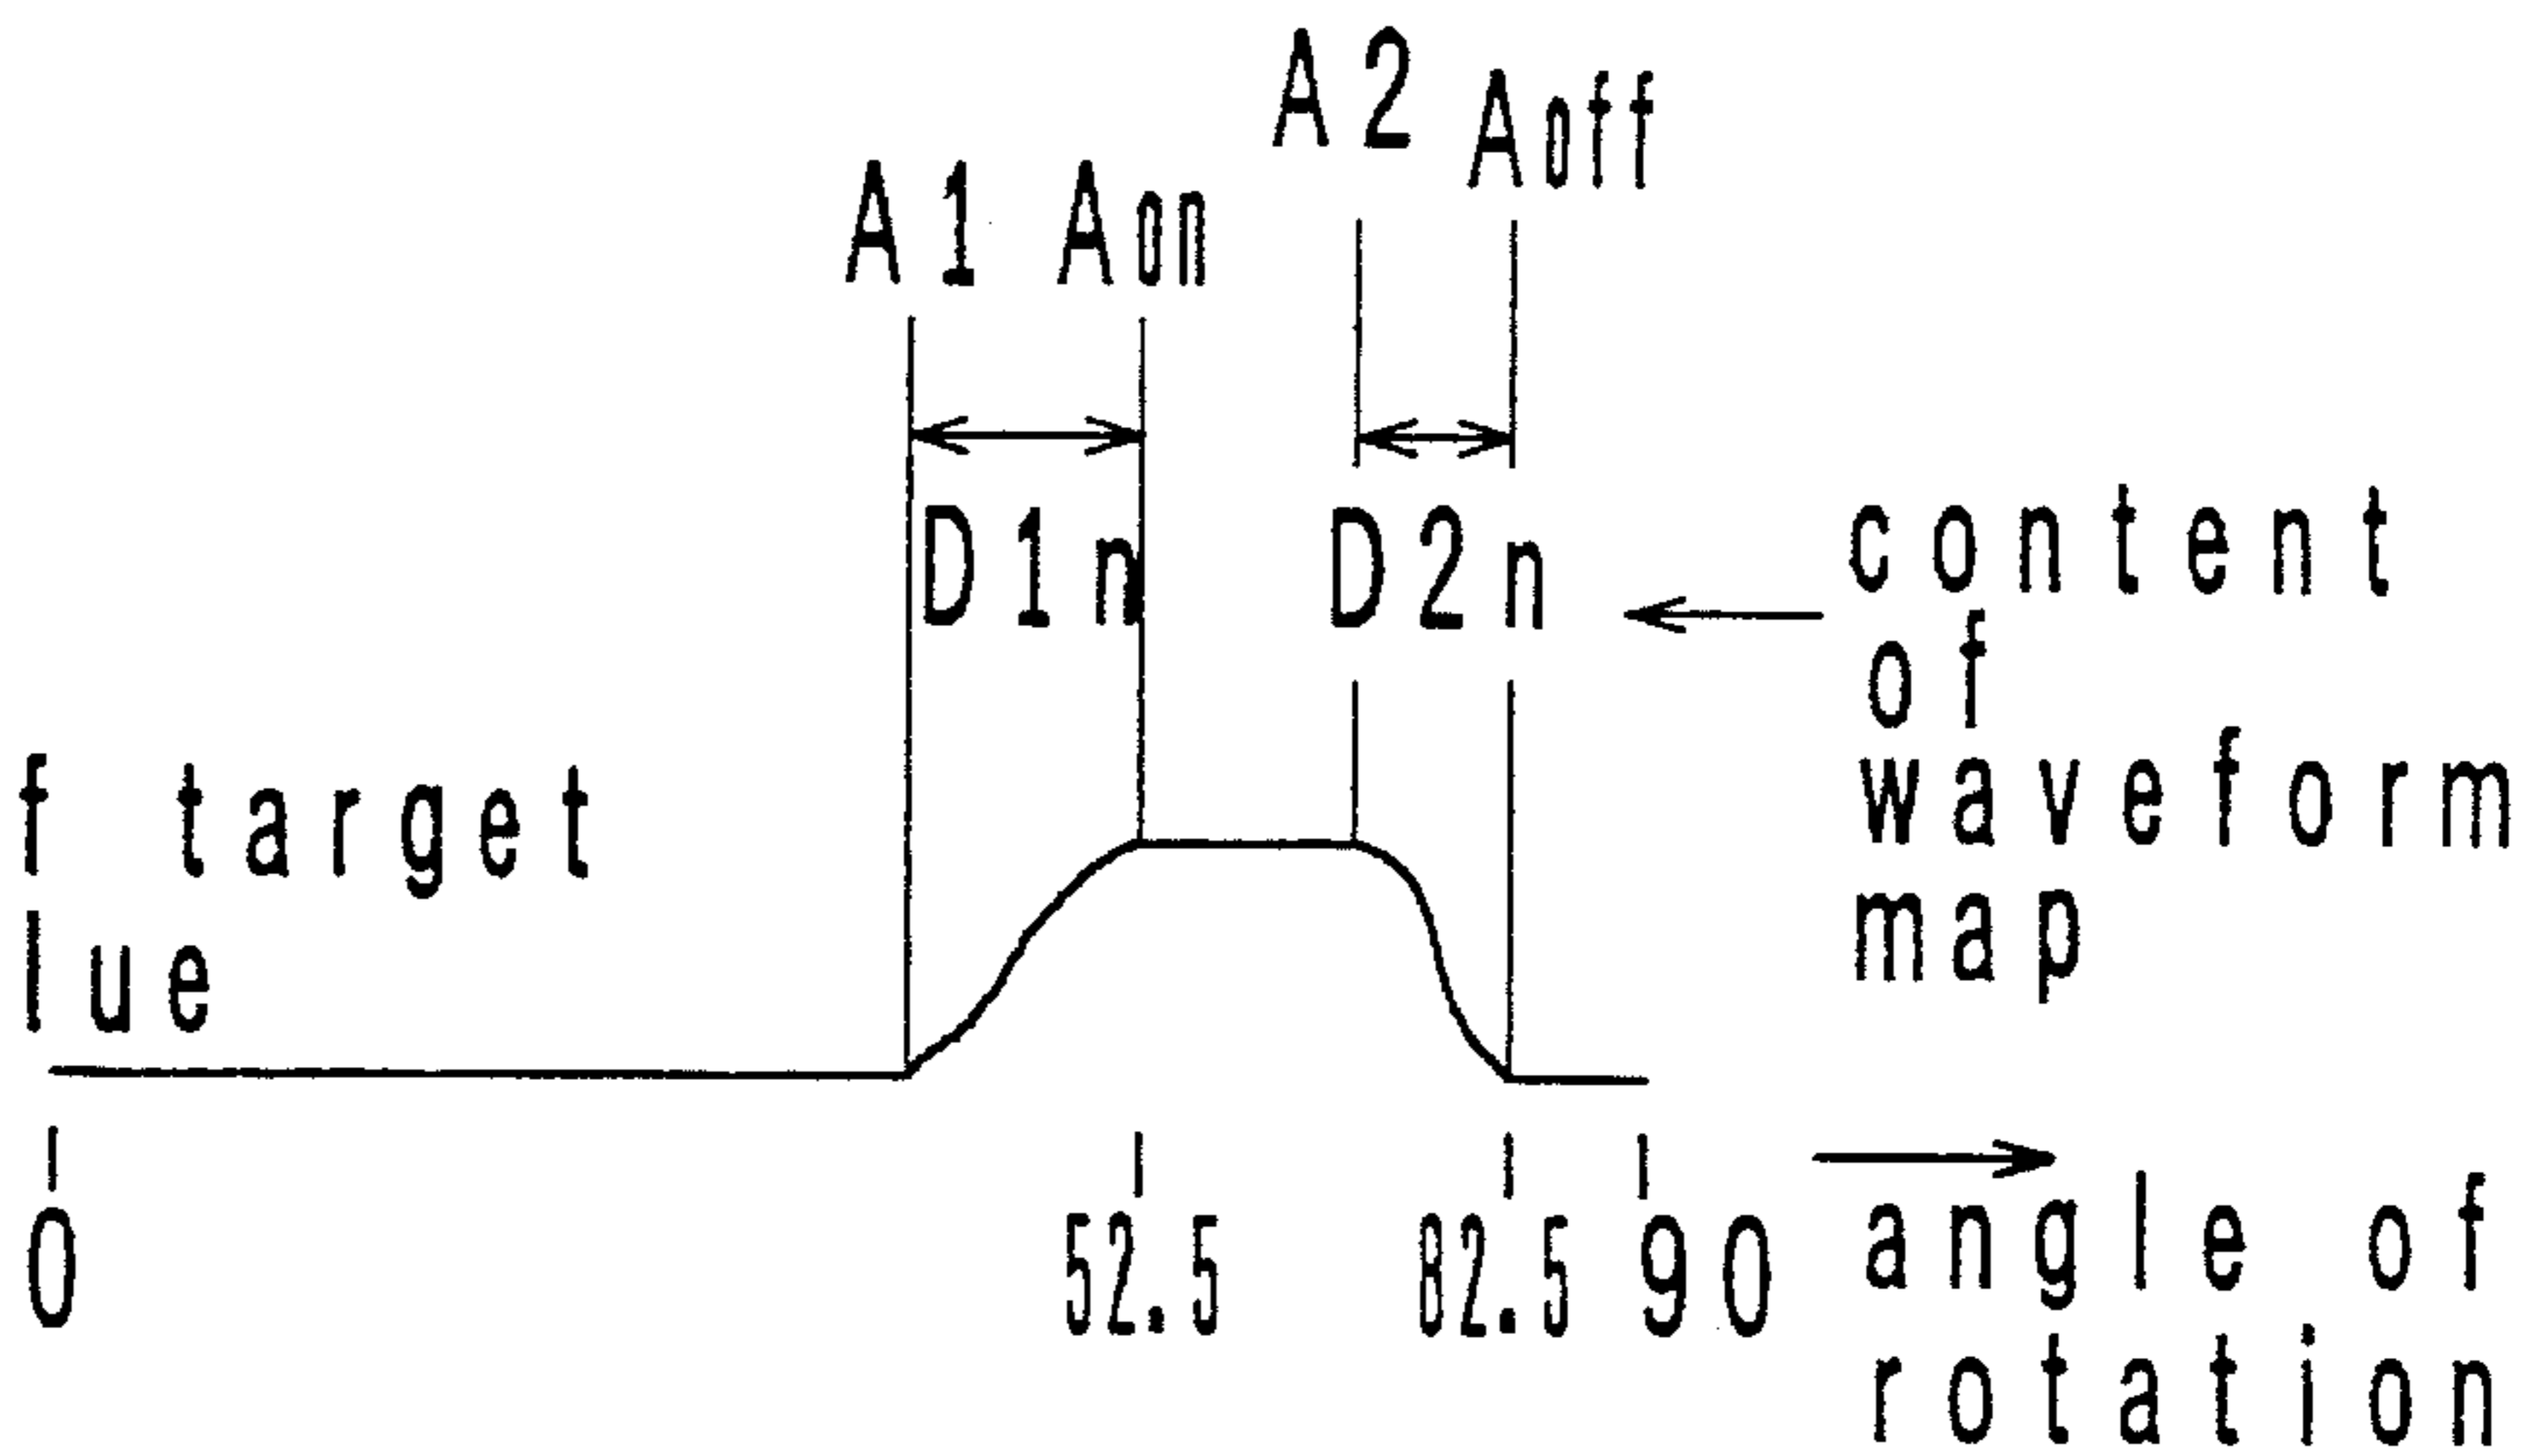 A2
Aoff
A1 Aon
D1n
D2n
content
of
waveform
map
f target
lue
0
52.5
82.5
90
angle of
rotation